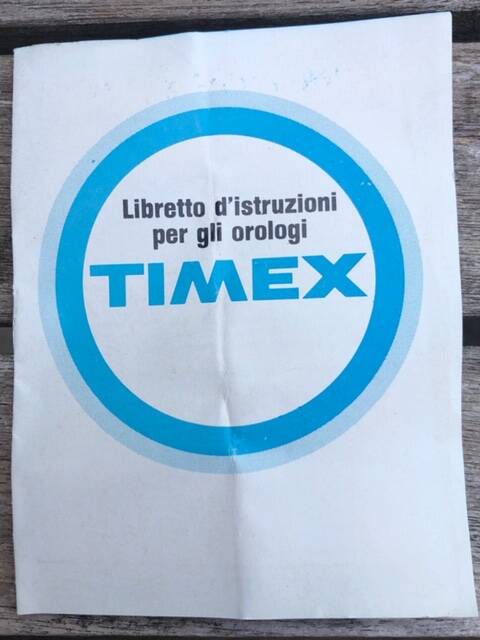 Libretto d'istruzioni
per gli orologi
TIMEX